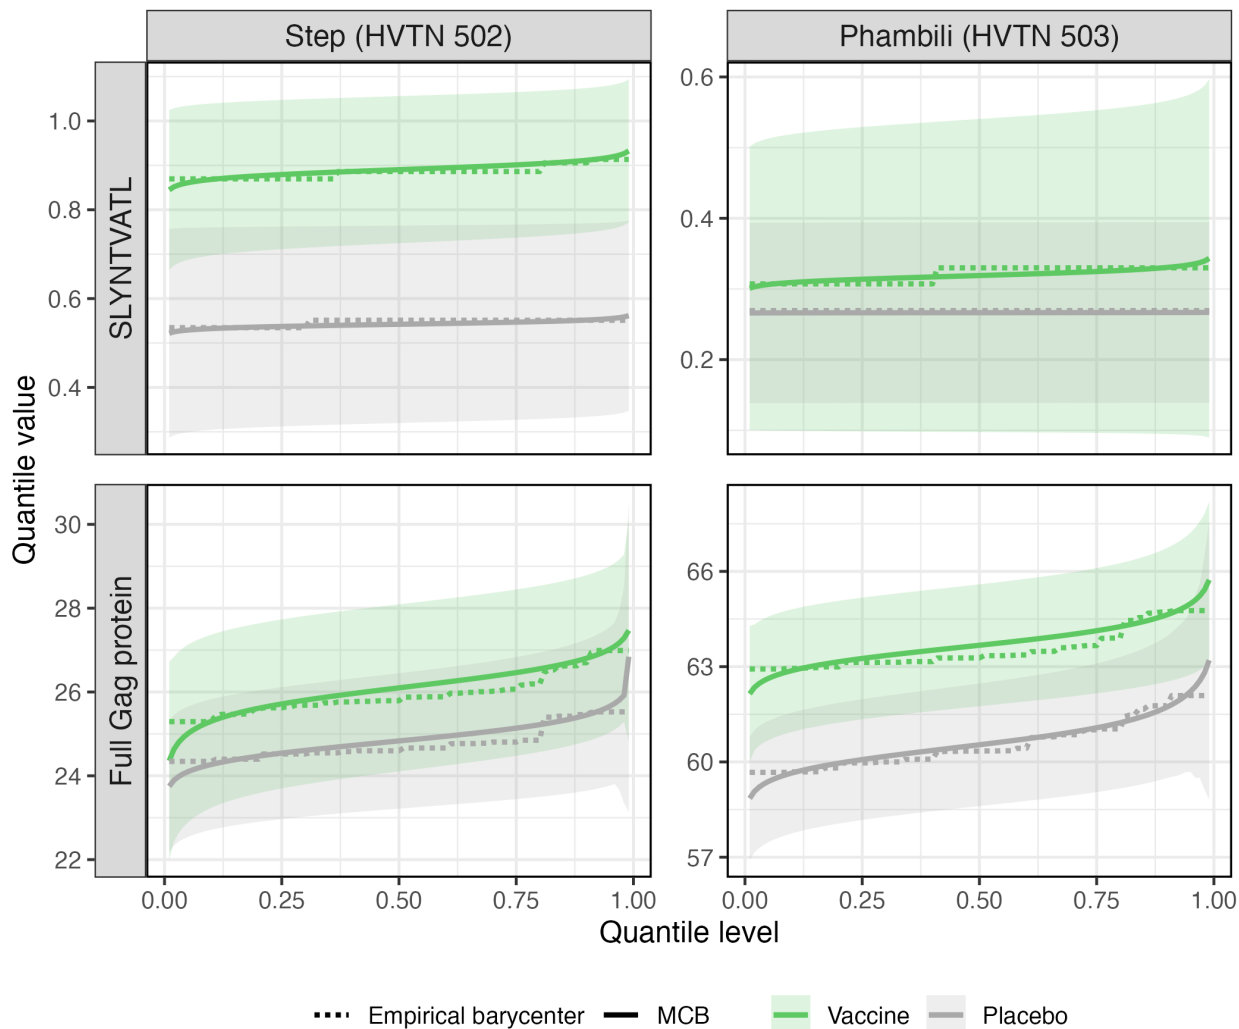 Step (HVTN 502)
Phambili (HVTN 503)
SLYNTVATL
1.0
0.8
0.6
0.4
0.6
0.4
0.2
Quantile value
Full Gag protein
30
28
26
24
22
66
63
60
57
0.00 0.25 0.50 0.75 1.00
0.00 0.25 0.50 0.75 1.00
Quantile level
Empirical barycenter MCB Vaccine Placebo